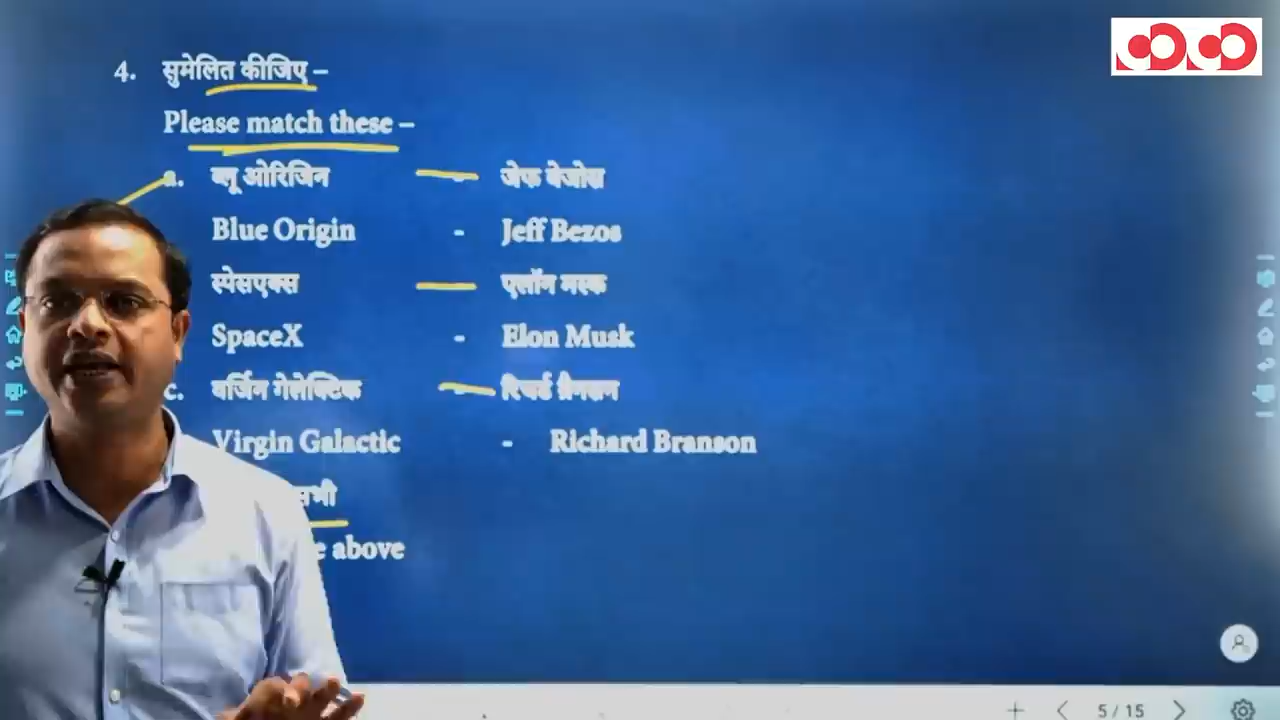 4. सुमेलित कीजिए –
Please match these –
a. ब्लू ओरिजिन - जेफ बेजोस
Blue Origin - Jeff Bezos
स्पेसएक्स - एलॉन मस्क
SpaceX - Elon Musk
c. वर्जिन गेलेक्टिक - रिचर्ड ब्रैनसन
Virgin Galactic - Richard Branson
सभी
above
5 / 15